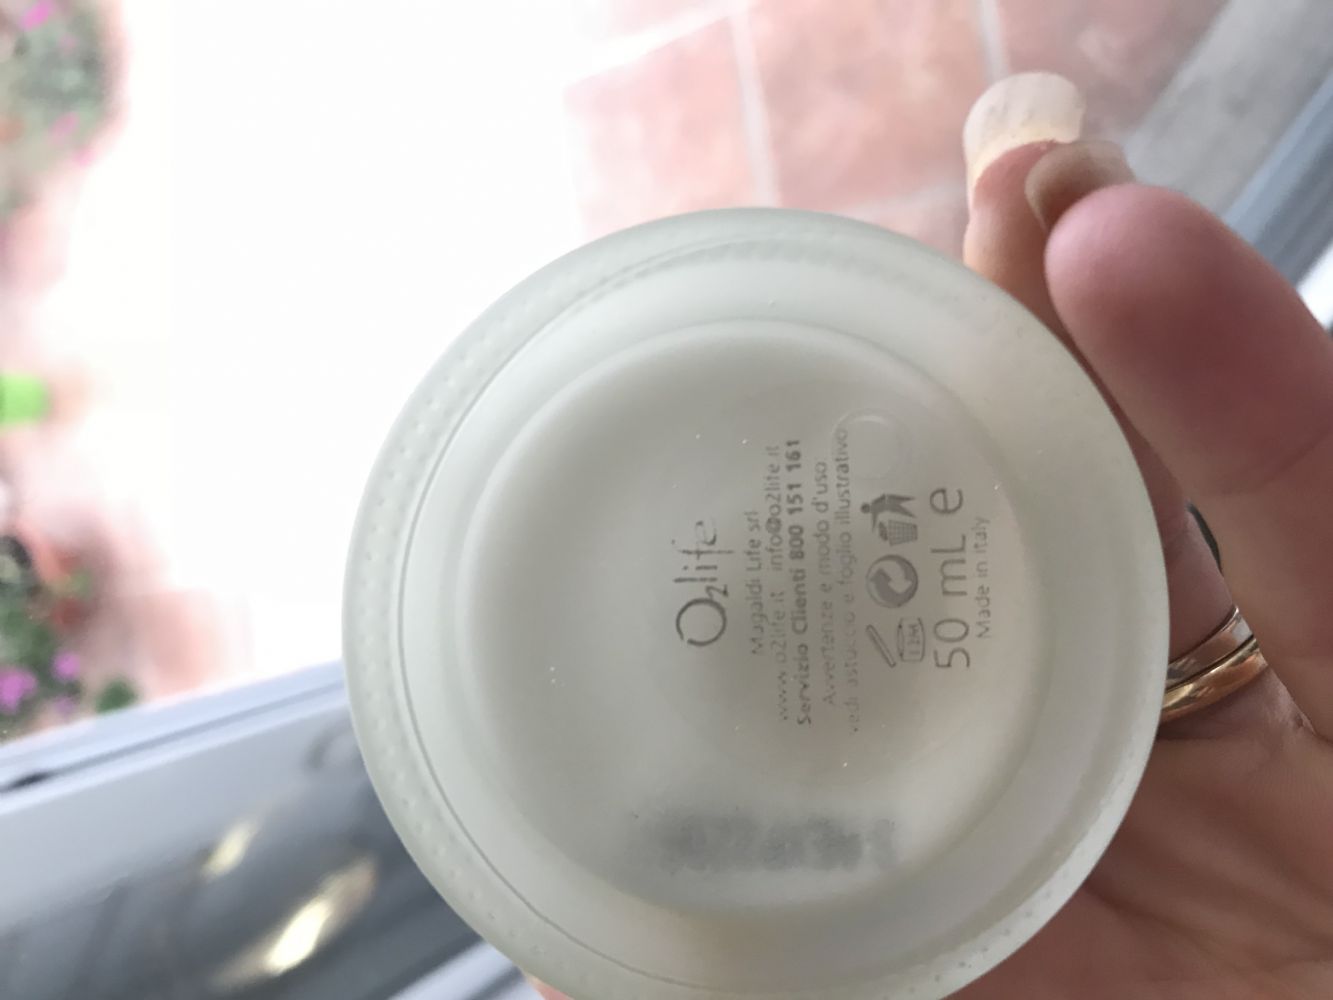 O2life
Magaldi Life srl
www.o2life.it info@o2life.it
Servizio Clienti 800 151 161
Avvertenze e modo d'uso
vedi astuccio e foglio illustrativo
12M
50 mL e
Made in Italy